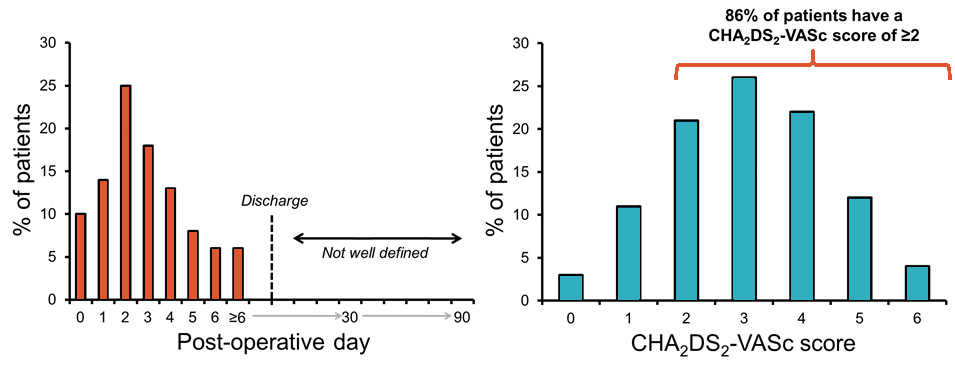 30
25
20
15
10
5
0
% of patients
Discharge
Not well defined
0 1 2 3 4 5 6 ≥6 30 90
Post-operative day
86% of patients have a
CHA₂DS₂-VASc score of ≥2
30
25
20
15
10
5
0
% of patients
0 1 2 3 4 5 6
CHA₂DS₂-VASc score